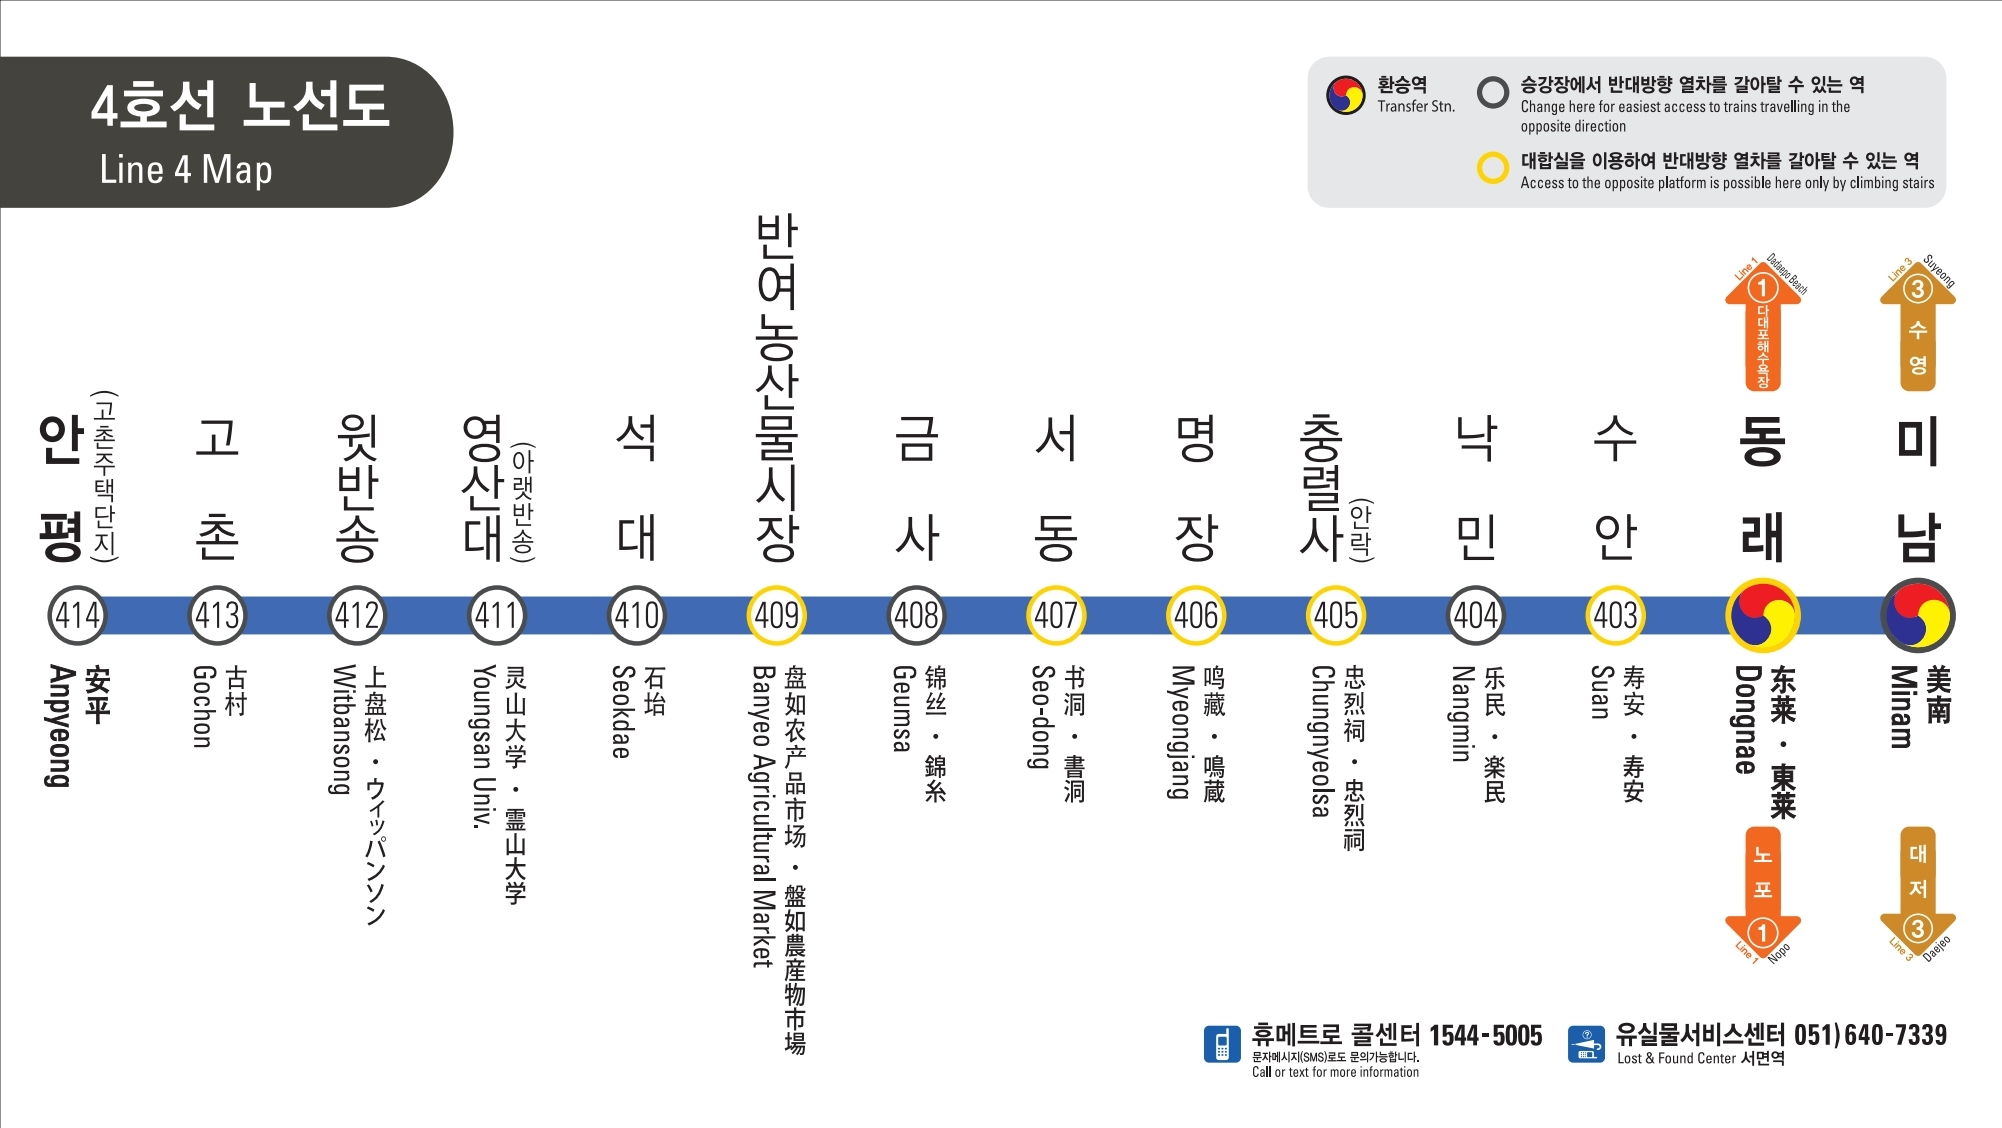 4호선 노선도
Line 4 Map
환승역
Transfer Stn.
승강장에서 반대방향 열차를 갈아탈 수 있는 역
Change here for easiest access to trains travelling in the
opposite direction
대합실을 이용하여 반대방향 열차를 갈아탈 수 있는 역
Access to the opposite platform is possible here only by climbing stairs
안평
(고촌주택단지)
414
安平
Anpyeong
고촌
413
古村
Gochon
윗반송
412
上盘松・ウィッパンソン
Witbansong
영산대
(아랫반송)
411
灵山大学・霊山大学
Youngsan Univ.
석대
410
石坮
Seokdae
반여농산물시장
409
盘如农产品市场・盤如農産物市場
Banyeo Agricultural Market
금사
408
锦丝・錦糸
Geumsa
서동
407
书洞・書洞
Seo-dong
명장
406
鸣藏・鳴蔵
Myeongjang
충렬사
(안락)
405
忠烈祠・忠烈祠
Chungnyeolsa
낙민
404
乐民・楽民
Nangmin
수안
403
寿安・寿安
Suan
Line 1
Dadaepo Beach
1
다대포해수욕장
동래
东莱・東莱
Dongnae
노포
1
Line 1
Nopo
Line 3
Suyeong
3
수영
미남
美南
Minam
대저
3
Line 3
Daejeo
휴메트로 콜센터 1544-5005
문자메시지(SMS)로도 문의가능합니다.
Call or text for more information
유실물서비스센터 051)640-7339
Lost & Found Center 서면역